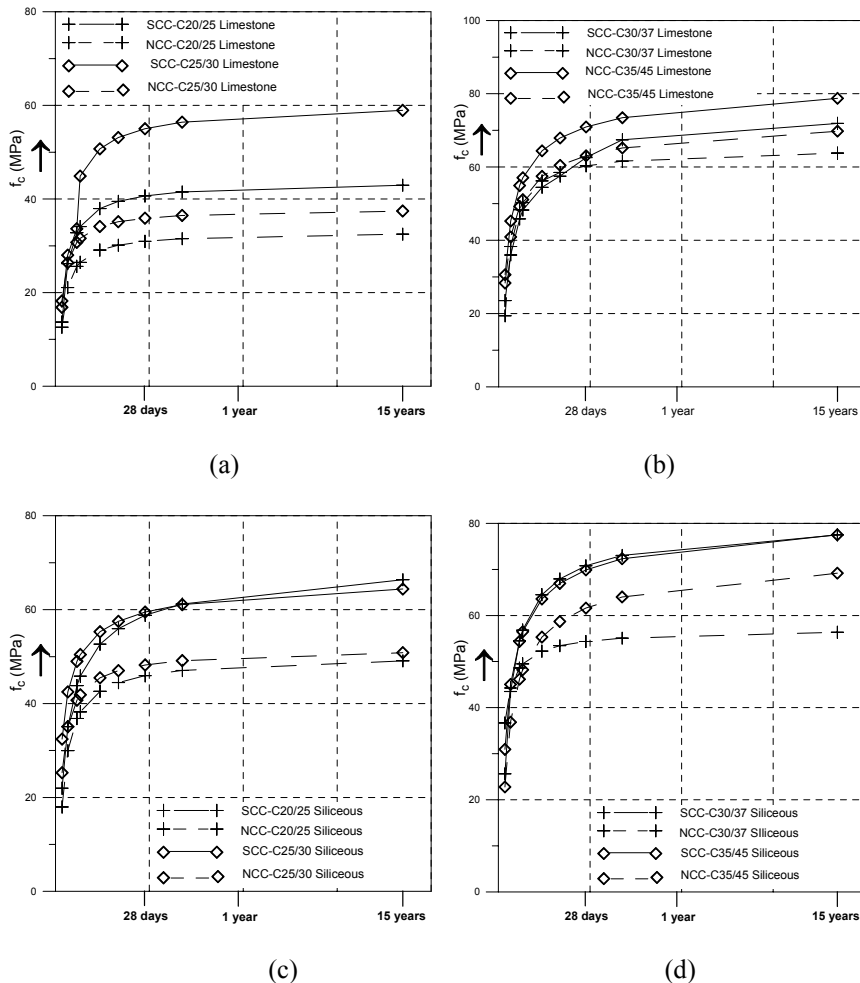 SCC-C20/25 Limestone
NCC-C20/25 Limestone
SCC-C25/30 Limestone
NCC-C25/30 Limestone
80
60
40
20
0
fc (MPa)
28 days
1 year
15 years
(a)
SCC-C30/37 Limestone
NCC-C30/37 Limestone
NCC-C35/45 Limestone
NCC-C35/45 Limestone
100
80
60
40
20
0
fc (MPa)
28 days
1 year
15 years
(b)
80
60
40
20
0
fc (MPa)
SCC-C20/25 Siliceous
NCC-C20/25 Siliceous
SCC-C25/30 Siliceous
NCC-C25/30 Siliceous
28 days
1 year
15 years
(c)
80
60
40
20
0
fc (MPa)
SCC-C30/37 Siliceous
NCC-C30/37 Siliceous
SCC-C35/45 Siliceous
NCC-C35/45 Siliceous
28 days
1 year
15 years
(d)